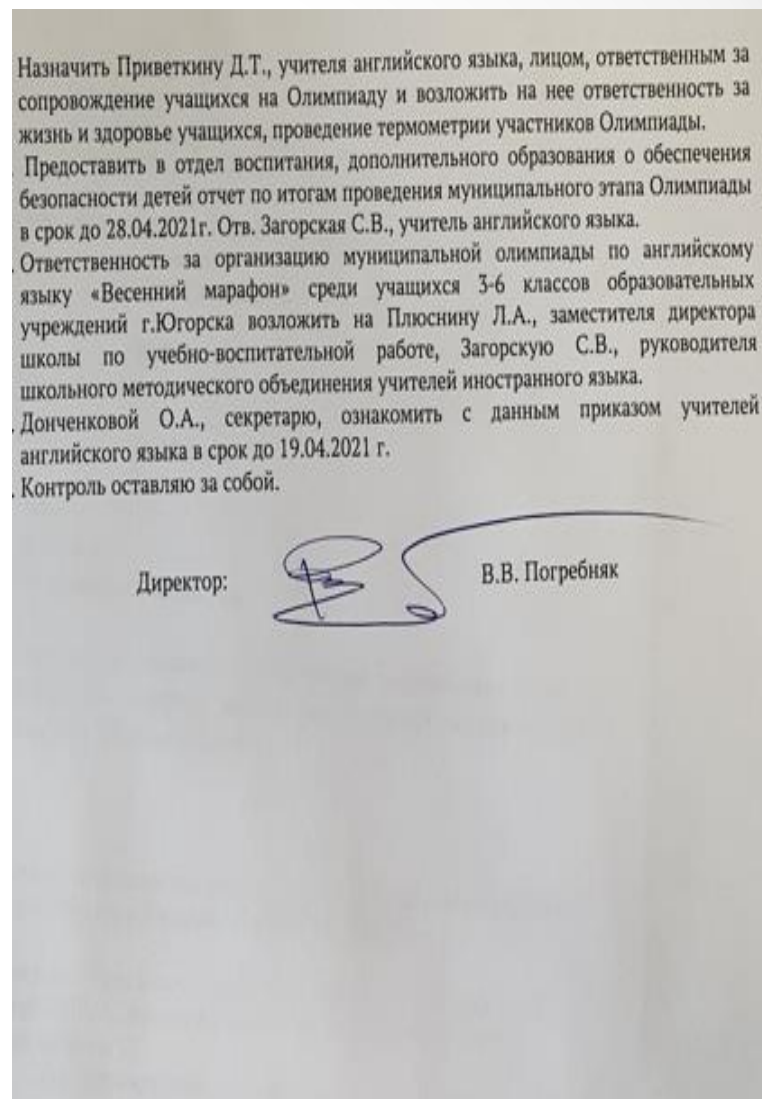 Назначить Приветкину Д.Т., учителя английского языка, лицом, ответственным за
сопровождение учащихся на Олимпиаду и возложить на нее ответственность за
жизнь и здоровье учащихся, проведение термометрии участников Олимпиады.
. Предоставить в отдел воспитания, дополнительного образования о обеспечения
безопасности детей отчет по итогам проведения муниципального этапа Олимпиады
в срок до 28.04.2021г. Отв. Загорская С.В., учитель английского языка.
. Ответственность за организацию муниципальной олимпиады по английскому
языку «Весенний марафон» среди учащихся 3-6 классов образовательных
учреждений г.Югорска возложить на Плюснину Л.А., заместителя директора
школы по учебно-воспитательной работе, Загорскую С.В., руководителя
школьного методического объединения учителей иностранного языка.
. Донченковой О.А., секретарю, ознакомить с данным приказом учителей
английского языка в срок до 19.04.2021 г.
. Контроль оставляю за собой.
Директор: В.В. Погребняк